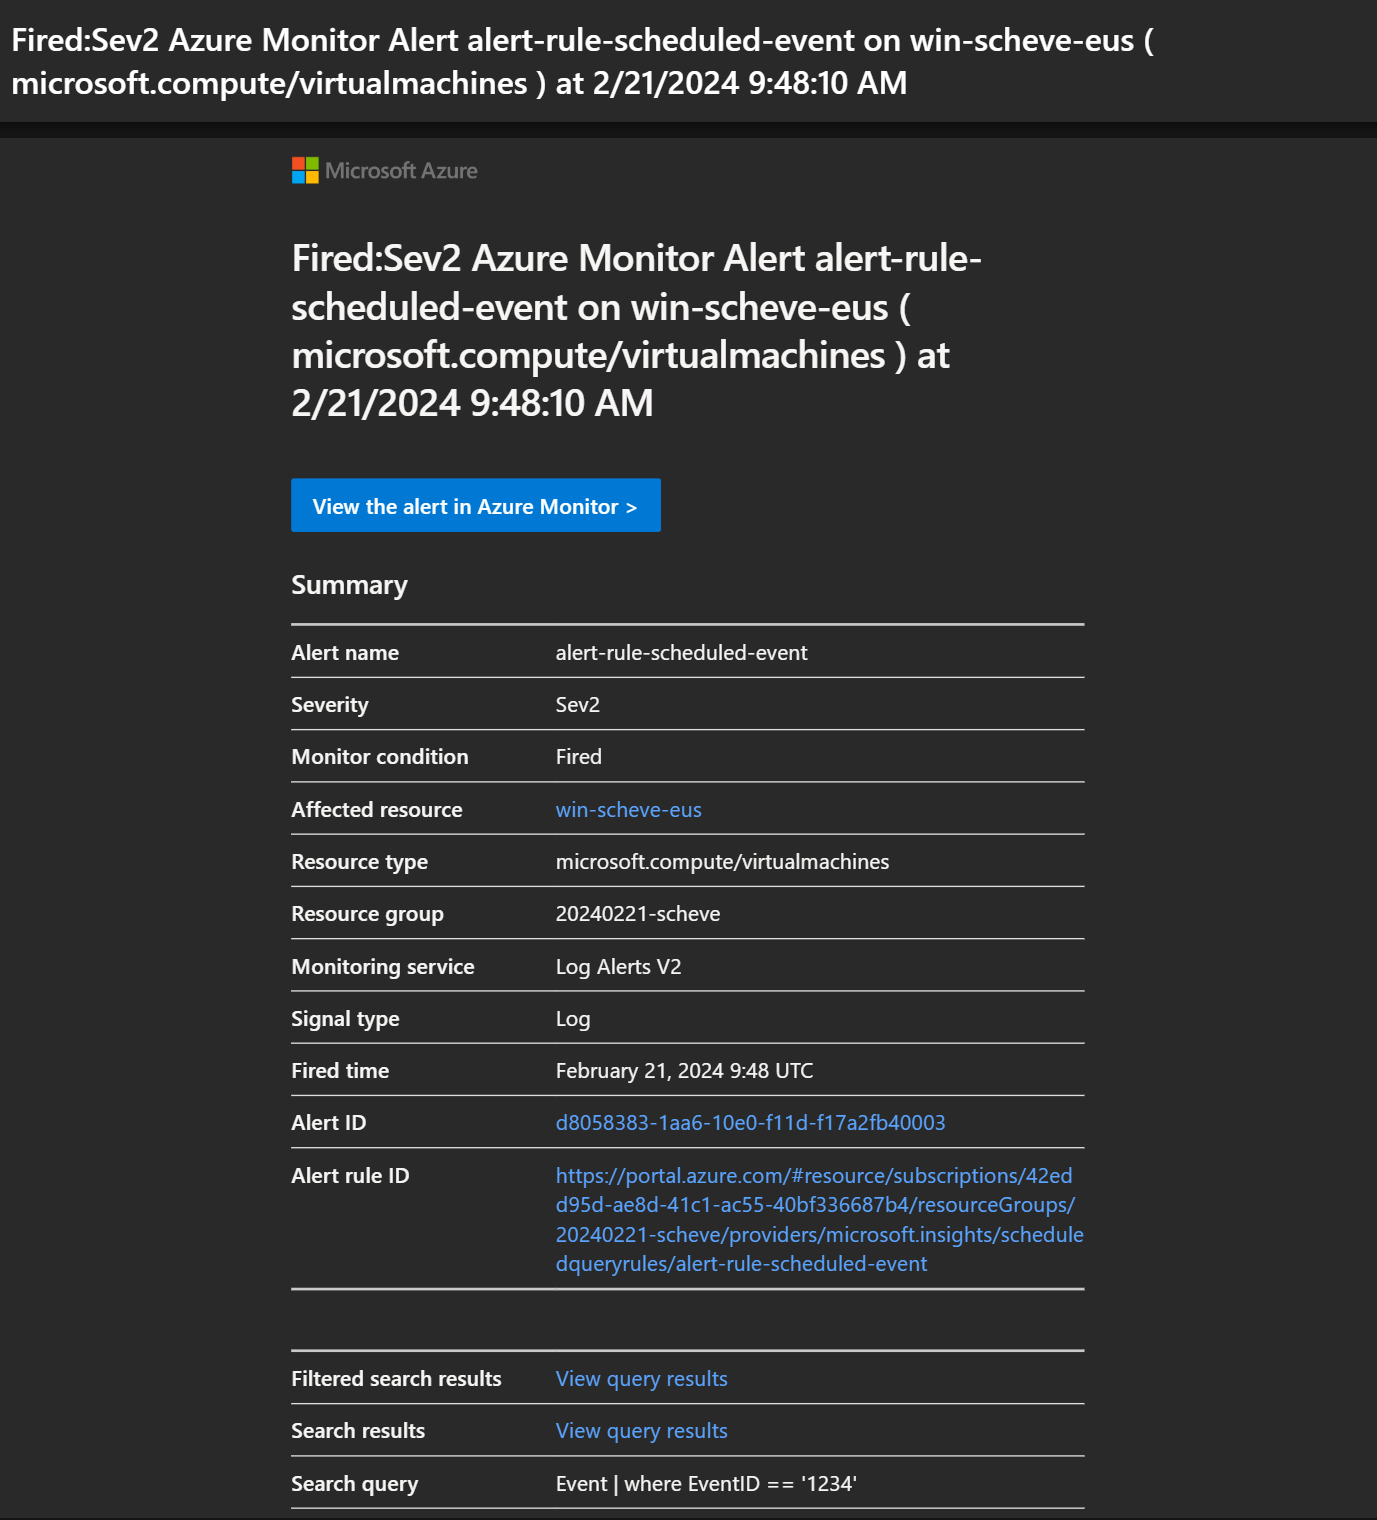 Fired:Sev2 Azure Monitor Alert alert-rule-scheduled-event on win-scheve-eus (
microsoft.compute/virtualmachines ) at 2/21/2024 9:48:10 AM
Microsoft Azure
Fired:Sev2 Azure Monitor Alert alert-rule-
scheduled-event on win-scheve-eus (
microsoft.compute/virtualmachines ) at
2/21/2024 9:48:10 AM
View the alert in Azure Monitor >
Summary
Alert name alert-rule-scheduled-event
Severity Sev2
Monitor condition Fired
Affected resource win-scheve-eus
Resource type microsoft.compute/virtualmachines
Resource group 20240221-scheve
Monitoring service Log Alerts V2
Signal type Log
Fired time February 21, 2024 9:48 UTC
Alert ID d8058383-1aa6-10e0-f11d-f17a2fb40003
Alert rule ID https://portal.azure.com/#resource/subscriptions/42ed
d95d-ae8d-41c1-ac55-40bf336687b4/resourceGroups/
20240221-scheve/providers/microsoft.insights/schedule
dqueryrules/alert-rule-scheduled-event
Filtered search results View query results
Search results View query results
Search query Event | where EventID == '1234'